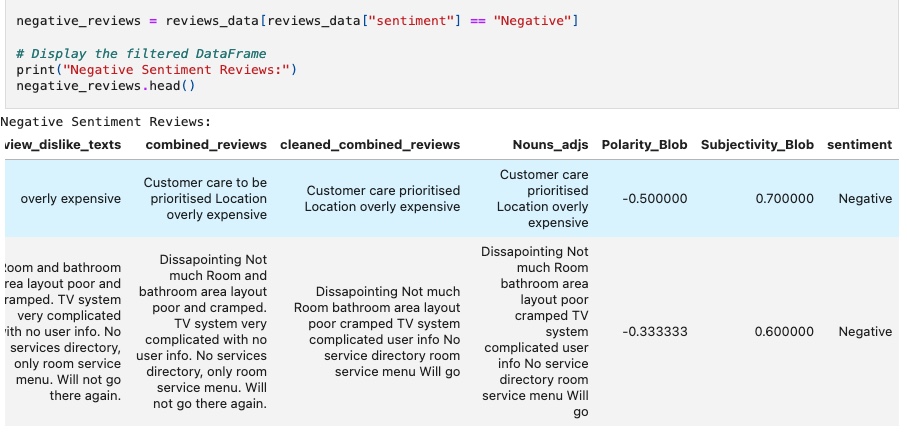 negative_reviews = reviews_data[reviews_data["sentiment"] == "Negative"]
# Display the filtered DataFrame
print("Negative Sentiment Reviews:")
negative_reviews.head()
Negative Sentiment Reviews:
view_dislike_texts combined_reviews cleaned_combined_reviews Nouns_adjs Polarity_Blob Subjectivity_Blob sentiment
overly expensive
Customer care to be
prioritised Location
overly expensive
Customer care prioritised
Location overly expensive
Customer care
prioritised
Location overly
expensive
-0.500000
0.700000
Negative
Room and bathroom
area layout poor and
cramped. TV system
very complicated
with no user info. No
services directory,
only room service
menu. Will not go
there again.
Dissapointing Not
much Room and
bathroom area layout
poor and cramped.
TV system very
complicated with no
user info. No services
directory, only room
service menu. Will
not go there again.
Dissapointing Not much
Room bathroom area layout
poor cramped TV system
complicated user info No
service directory room
service menu Will go
Dissapointing Not
much Room
bathroom area
layout poor
cramped TV
system
complicated user
info No service
directory room
service menu Will
go
-0.333333
0.600000
Negative